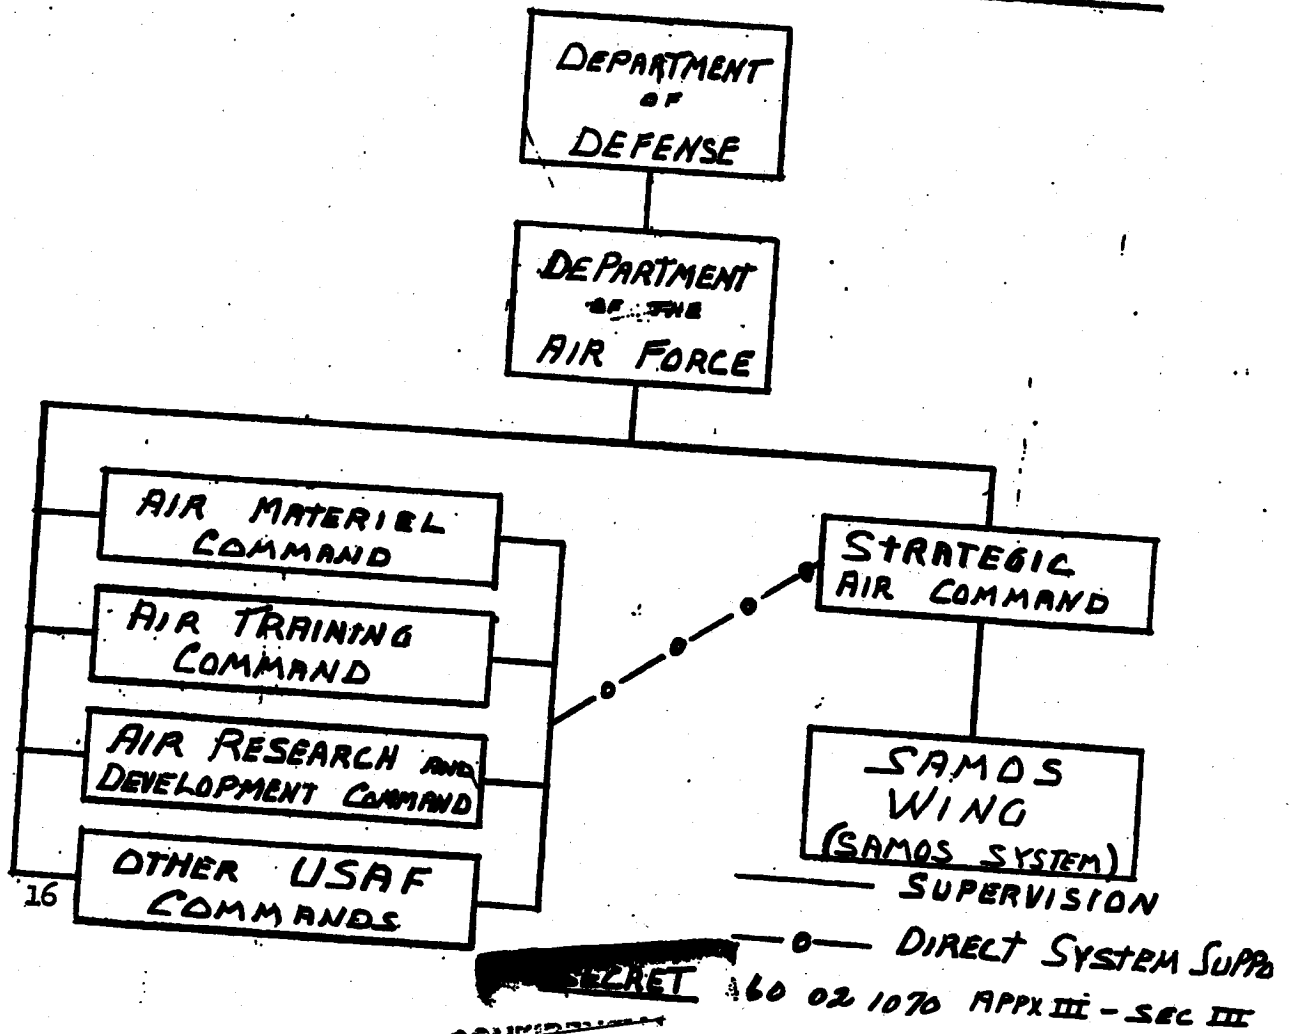 DEPARTMENT
OF
DEFENSE
DEPARTMENT
OF THE
AIR FORCE
AIR MATERIEL
COMMAND
AIR TRAINING
COMMAND
AIR RESEARCH AND
DEVELOPMENT COMMAND
OTHER USAF
COMMANDS
STRATEGIC
AIR COMMAND
SAMOS
WING
(SAMOS SYSTEM)
SUPERVISION
DIRECT SYSTEM SUPPO
16
SECRET
60 02 1070 APPX III - SEC III